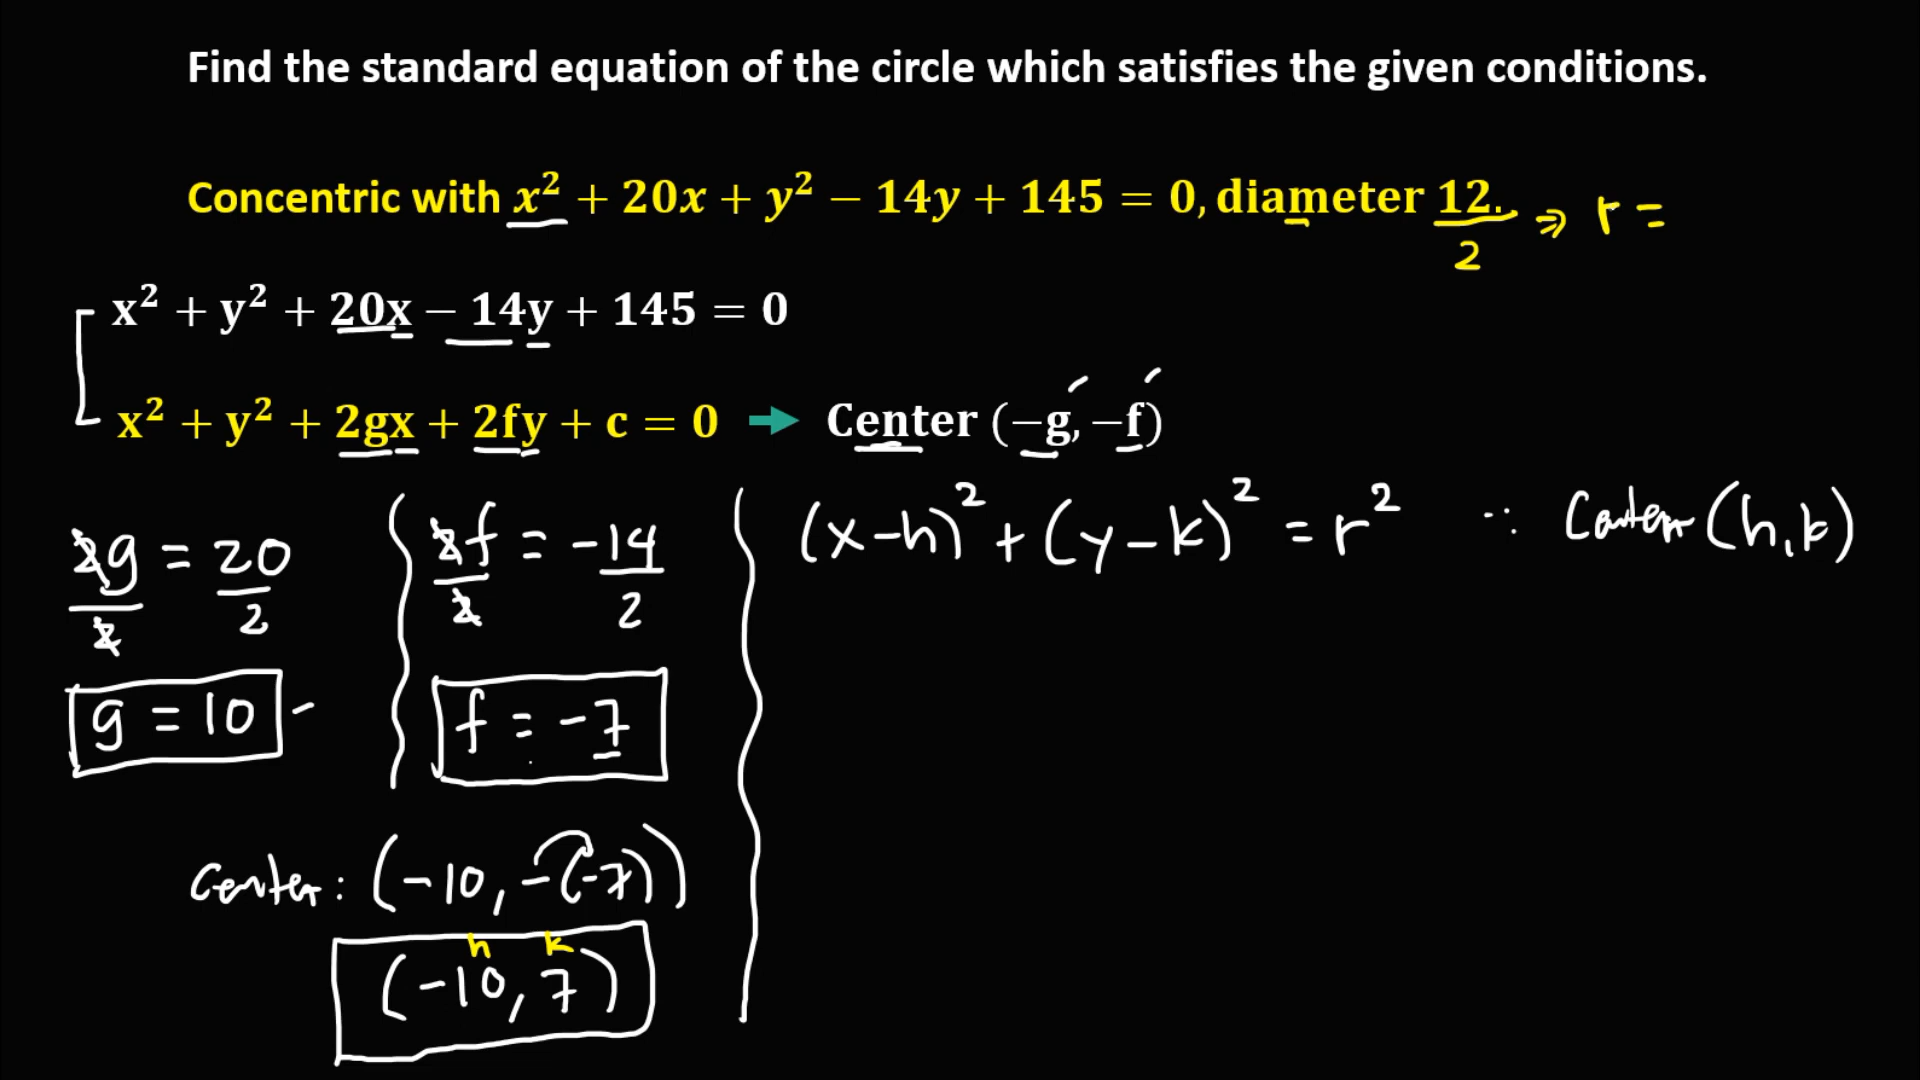 Find the standard equation of the circle which satisfies the given conditions.
Concentric with x² + 20x + y² − 14y + 145 = 0, diameter 12. ⇒ r =
2
x² + y² + 20x − 14y + 145 = 0
x² + y² + 2gx + 2fy + c = 0 ➡ Center (−g, −f)
(x-h)² + (y-k)² = r² ∵ Center (h,k)
2g = 20
2 2
2f = -14
2 2
g = 10
f = -7
Center: (-10, -(-7))
h k
(-10, 7)